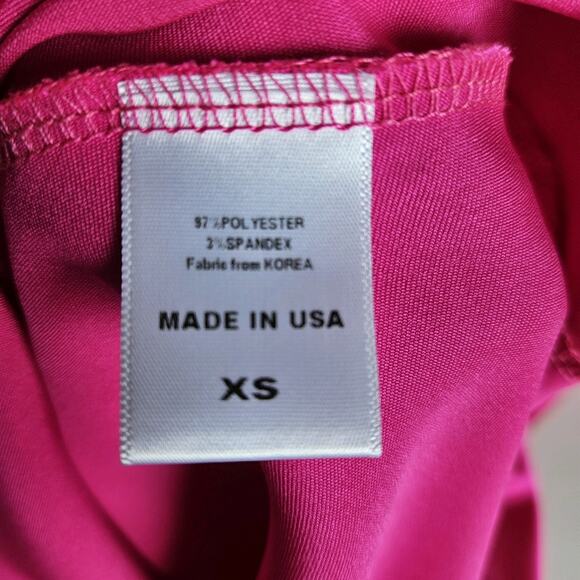 97%POLYESTER
3%SPANDEX
Fabric from KOREA
MADE IN USA
XS